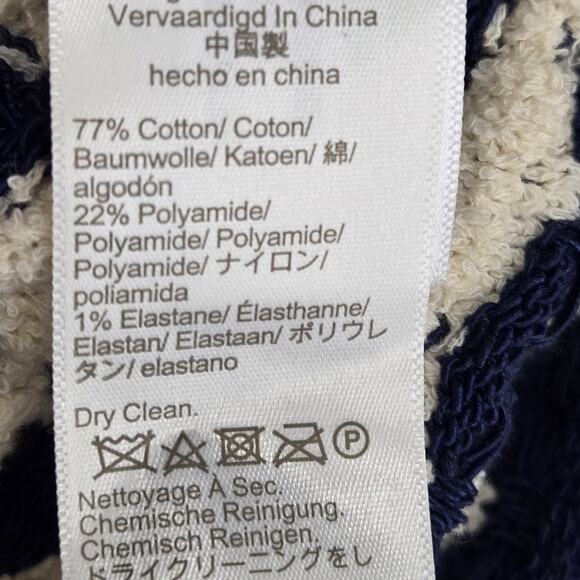 Vervaardigd In China
中国製
hecho en china
77% Cotton/ Coton/
Baumwolle/ Katoen/ 綿/
algodón
22% Polyamide/
Polyamide/ Polyamide/
Polyamide/ ナイロン/
poliamida
1% Elastane/ Élasthanne/
Elastan/ Elastaan/ ポリウレ
タン/ elastano
Dry Clean.
P
Nettoyage À Sec.
Chemische Reinigung.
Chemisch Reinigen.
ドライクリーニングをし